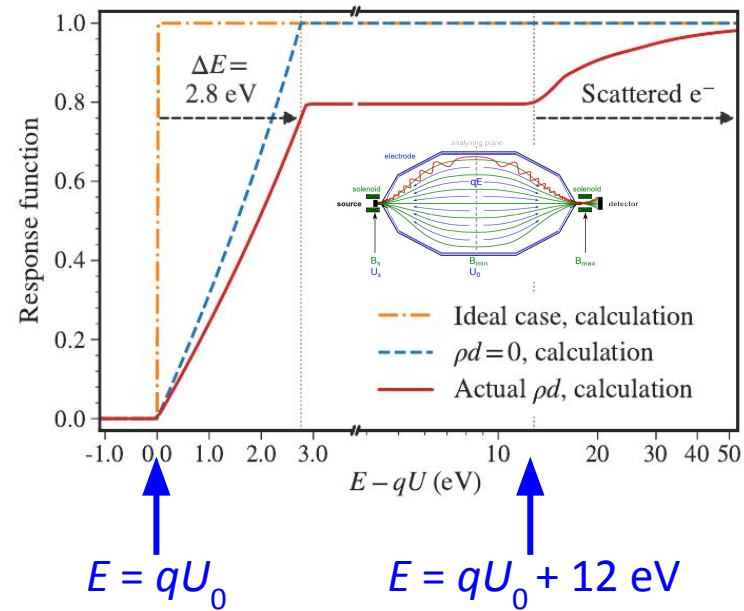 1.0
0.8
0.6
0.4
0.2
0.0
Response function
ΔE=
2.8 eV
Scattered e⁻
analysing plane
electrode
qE
solenoid
solenoid
source
detector
Bₛ
Uₛ
B_min
U₀
B_max
Ideal case, calculation
ρd=0, calculation
Actual ρd, calculation
-1.0 0.0 1.0 2.0 3.0 10 20 30 40 50
E−qU (eV)
E = qU₀ E = qU₀ + 12 eV